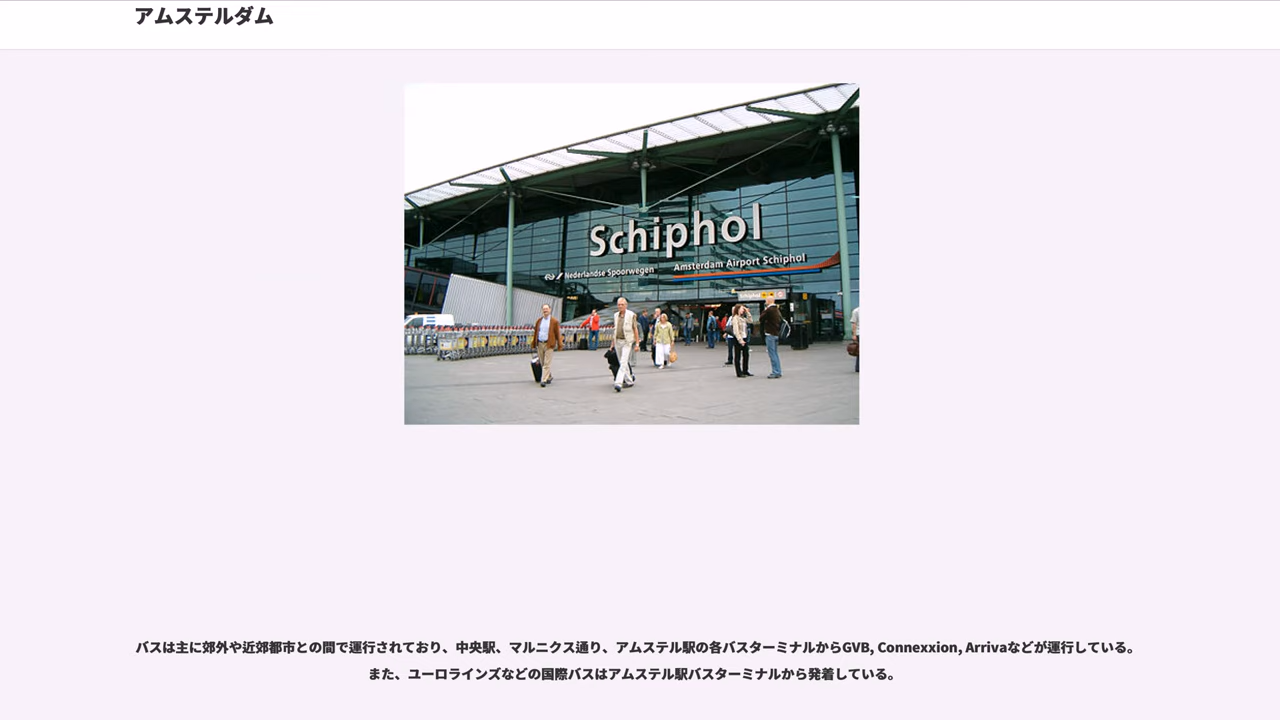 アムステルダム
Schiphol
Nederlandse Spoorwegen
Amsterdam Airport Schiphol
Schiphol
バスは主に郊外や近郊都市との間で運行されており、中央駅、マルニクス通り、アムステル駅の各バスターミナルからGVB, Connexxion, Arrivaなどが運行している。
また、ユーロラインズなどの国際バスはアムステル駅バスターミナルから発着している。